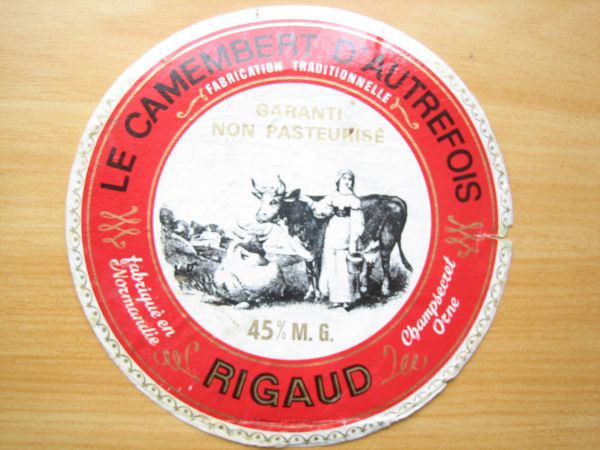 LE CAMEMBERT D'AUTREFOIS
FABRICATION TRADITIONNELLE
GARANTI
NON PASTEURISÉ
fabriqué en
Normandie
Champsecret
Orne
45% M. G.
RIGAUD